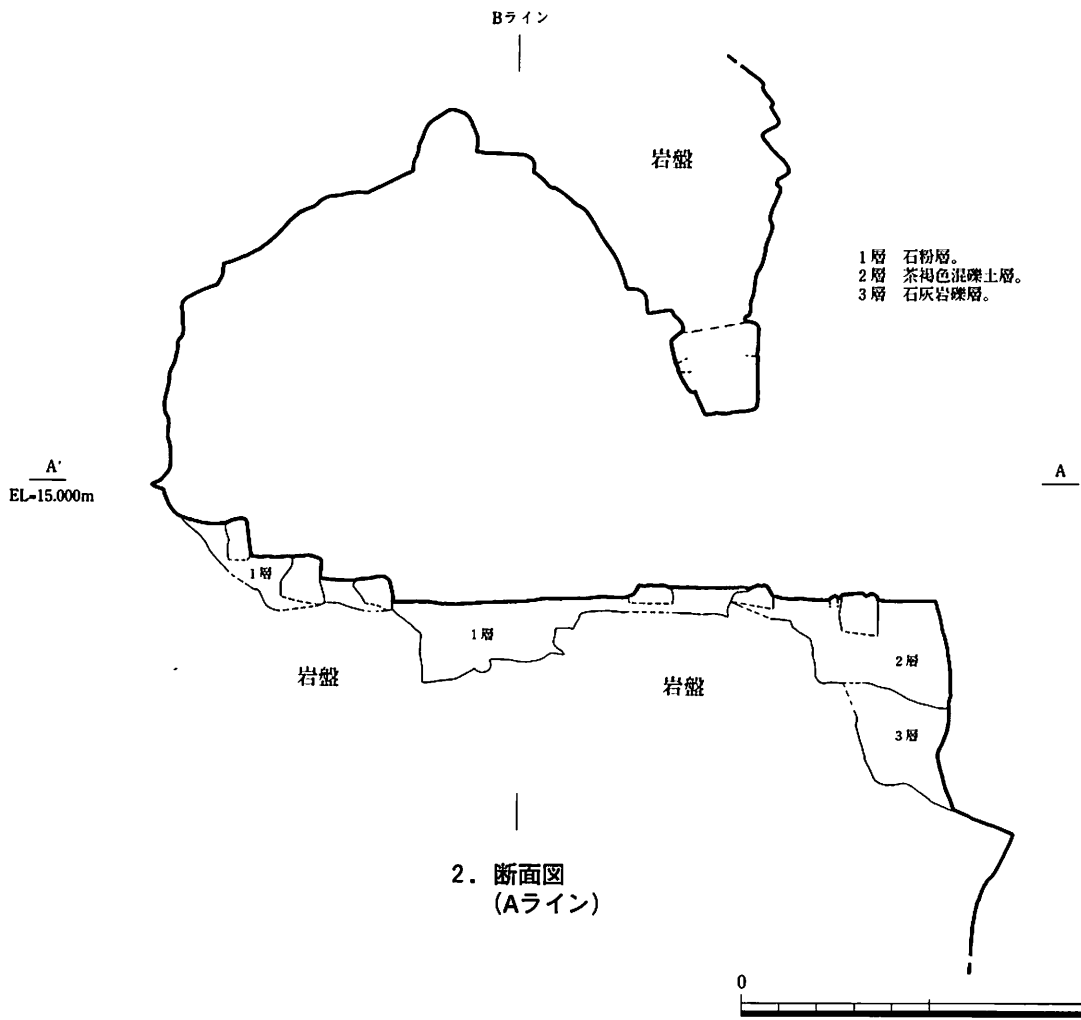 Bライン
岩盤
1層 石粉層。
2層 茶褐色混礫土層。
3層 石灰岩礫層。
A'
EL=15.000m
A
1層
1層
2層
岩盤
岩盤
3層
2. 断面図
(Aライン)
0